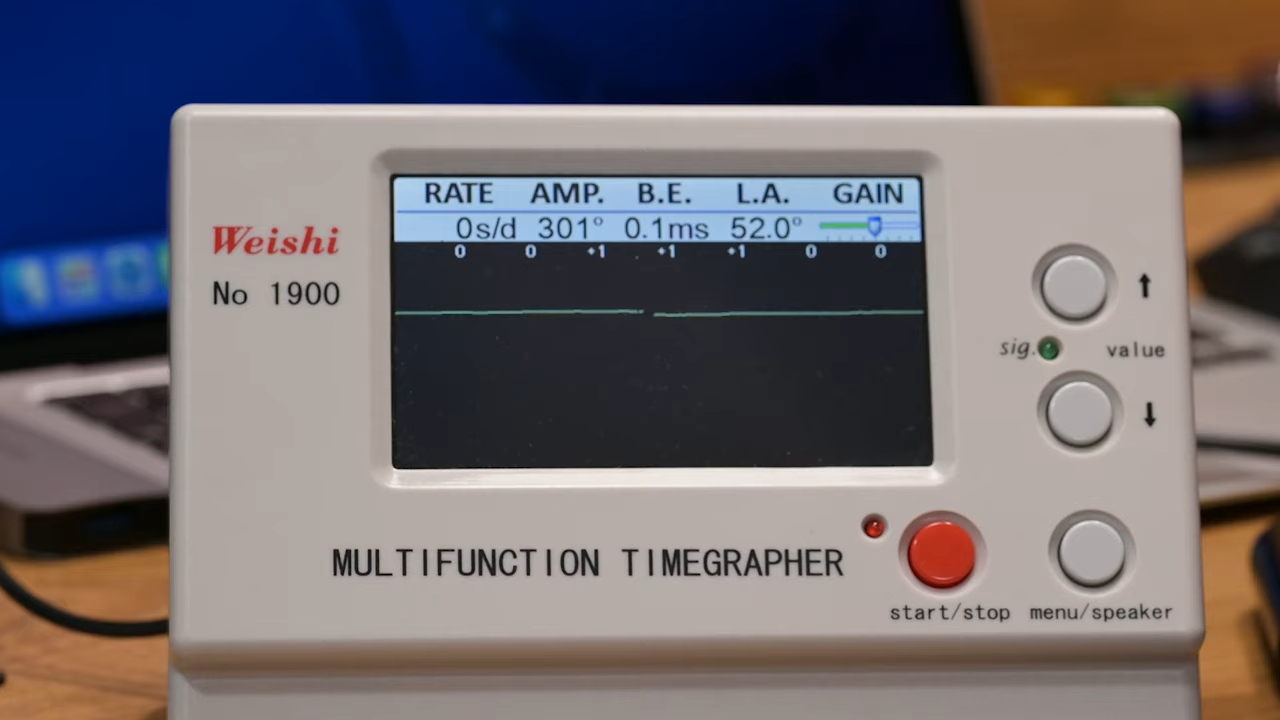 RATE AMP. B.E. L.A. GAIN
0s/d 301° 0.1ms 52.0°
0 0 +1 +1 +1 0 0
Weishi
No 1900
↑
sig. value
↓
MULTIFUNCTION TIMEGRAPHER
start/stop menu/speaker